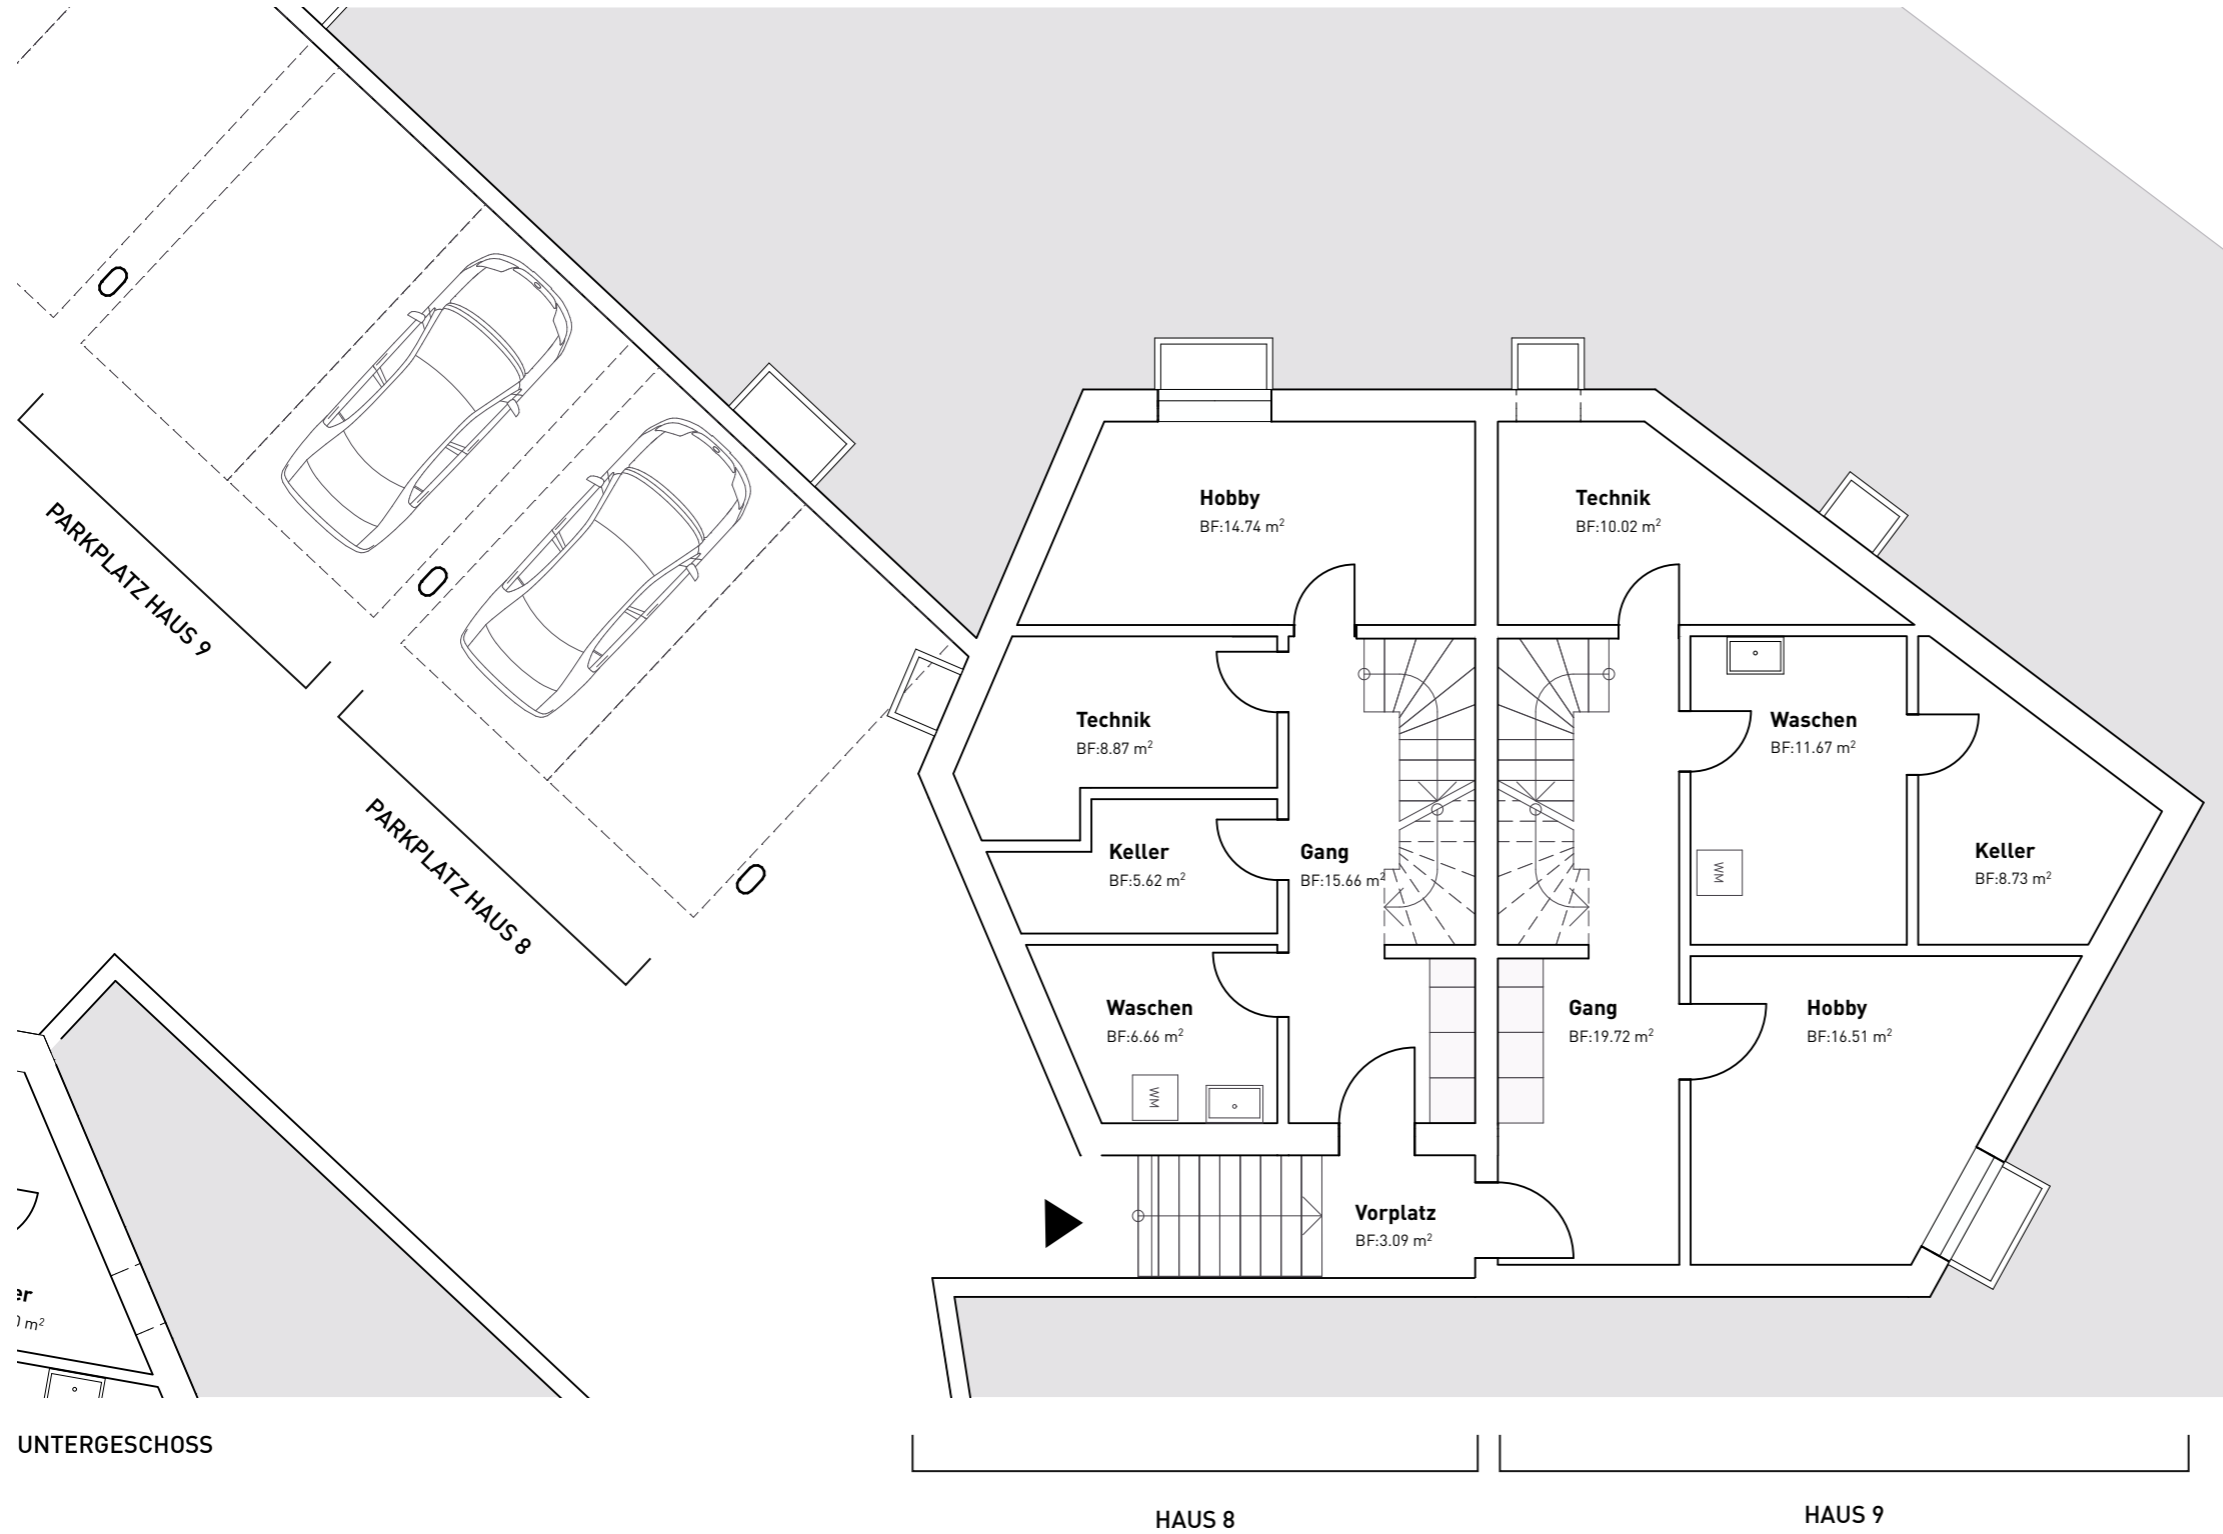 PARKPLATZ HAUS 9
PARKPLATZ HAUS 8
Hobby
BF:14.74 m²
Technik
BF:10.02 m²
Technik
BF:8.87 m²
Waschen
BF:11.67 m²
Keller
BF:5.62 m²
Gang
BF:15.66 m²
WM
Keller
BF:8.73 m²
Waschen
BF:6.66 m²
WM
Gang
BF:19.72 m²
Hobby
BF:16.51 m²
Vorplatz
BF:3.09 m²
er
m²
UNTERGESCHOSS
HAUS 8
HAUS 9